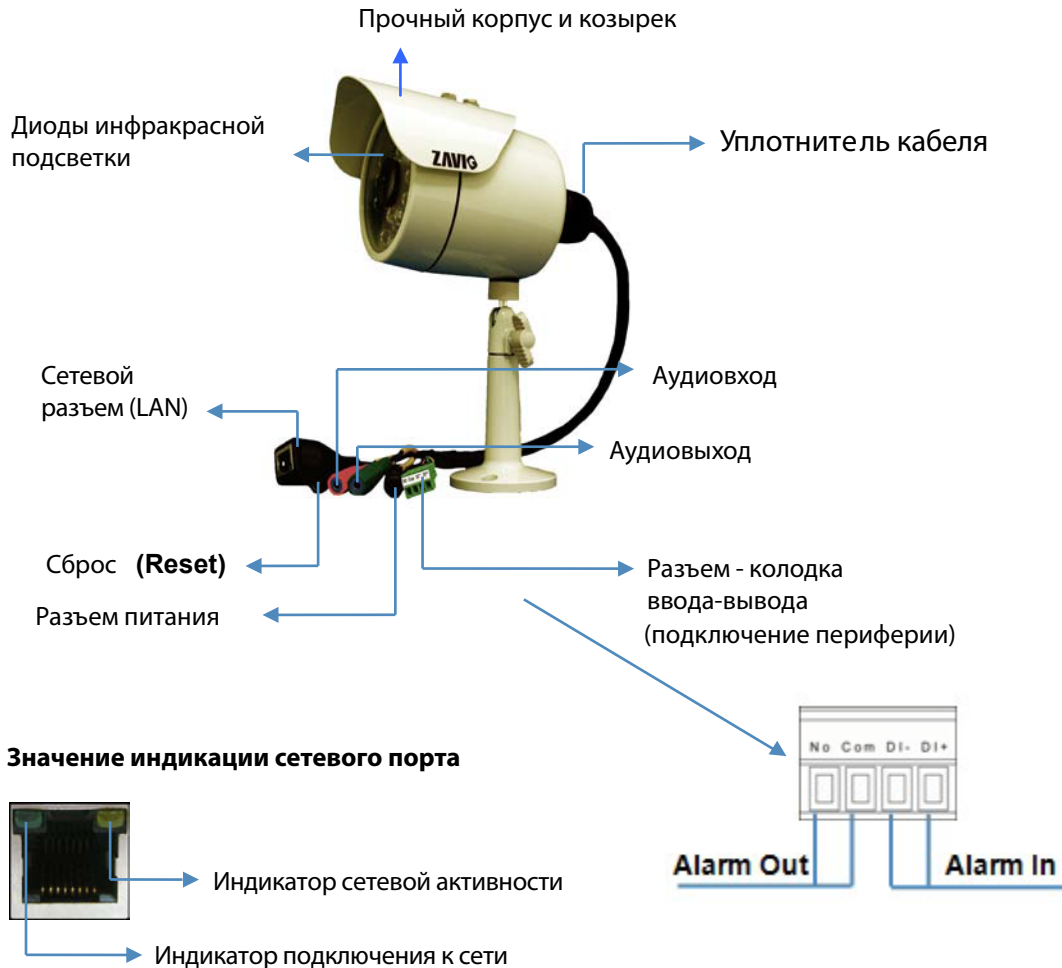 Прочный корпус и козырек
Диоды инфракрасной
подсветки
Уплотнитель кабеля
ZAVIO
Сетевой
разъем (LAN)
Аудиовход
Аудиовыход
Сброс (Reset)
Разъем питания
Разъем - колодка
ввода-вывода
(подключение периферии)
Значение индикации сетевого порта
No Com DI- DI+
Alarm Out
Alarm In
Индикатор сетевой активности
Индикатор подключения к сети